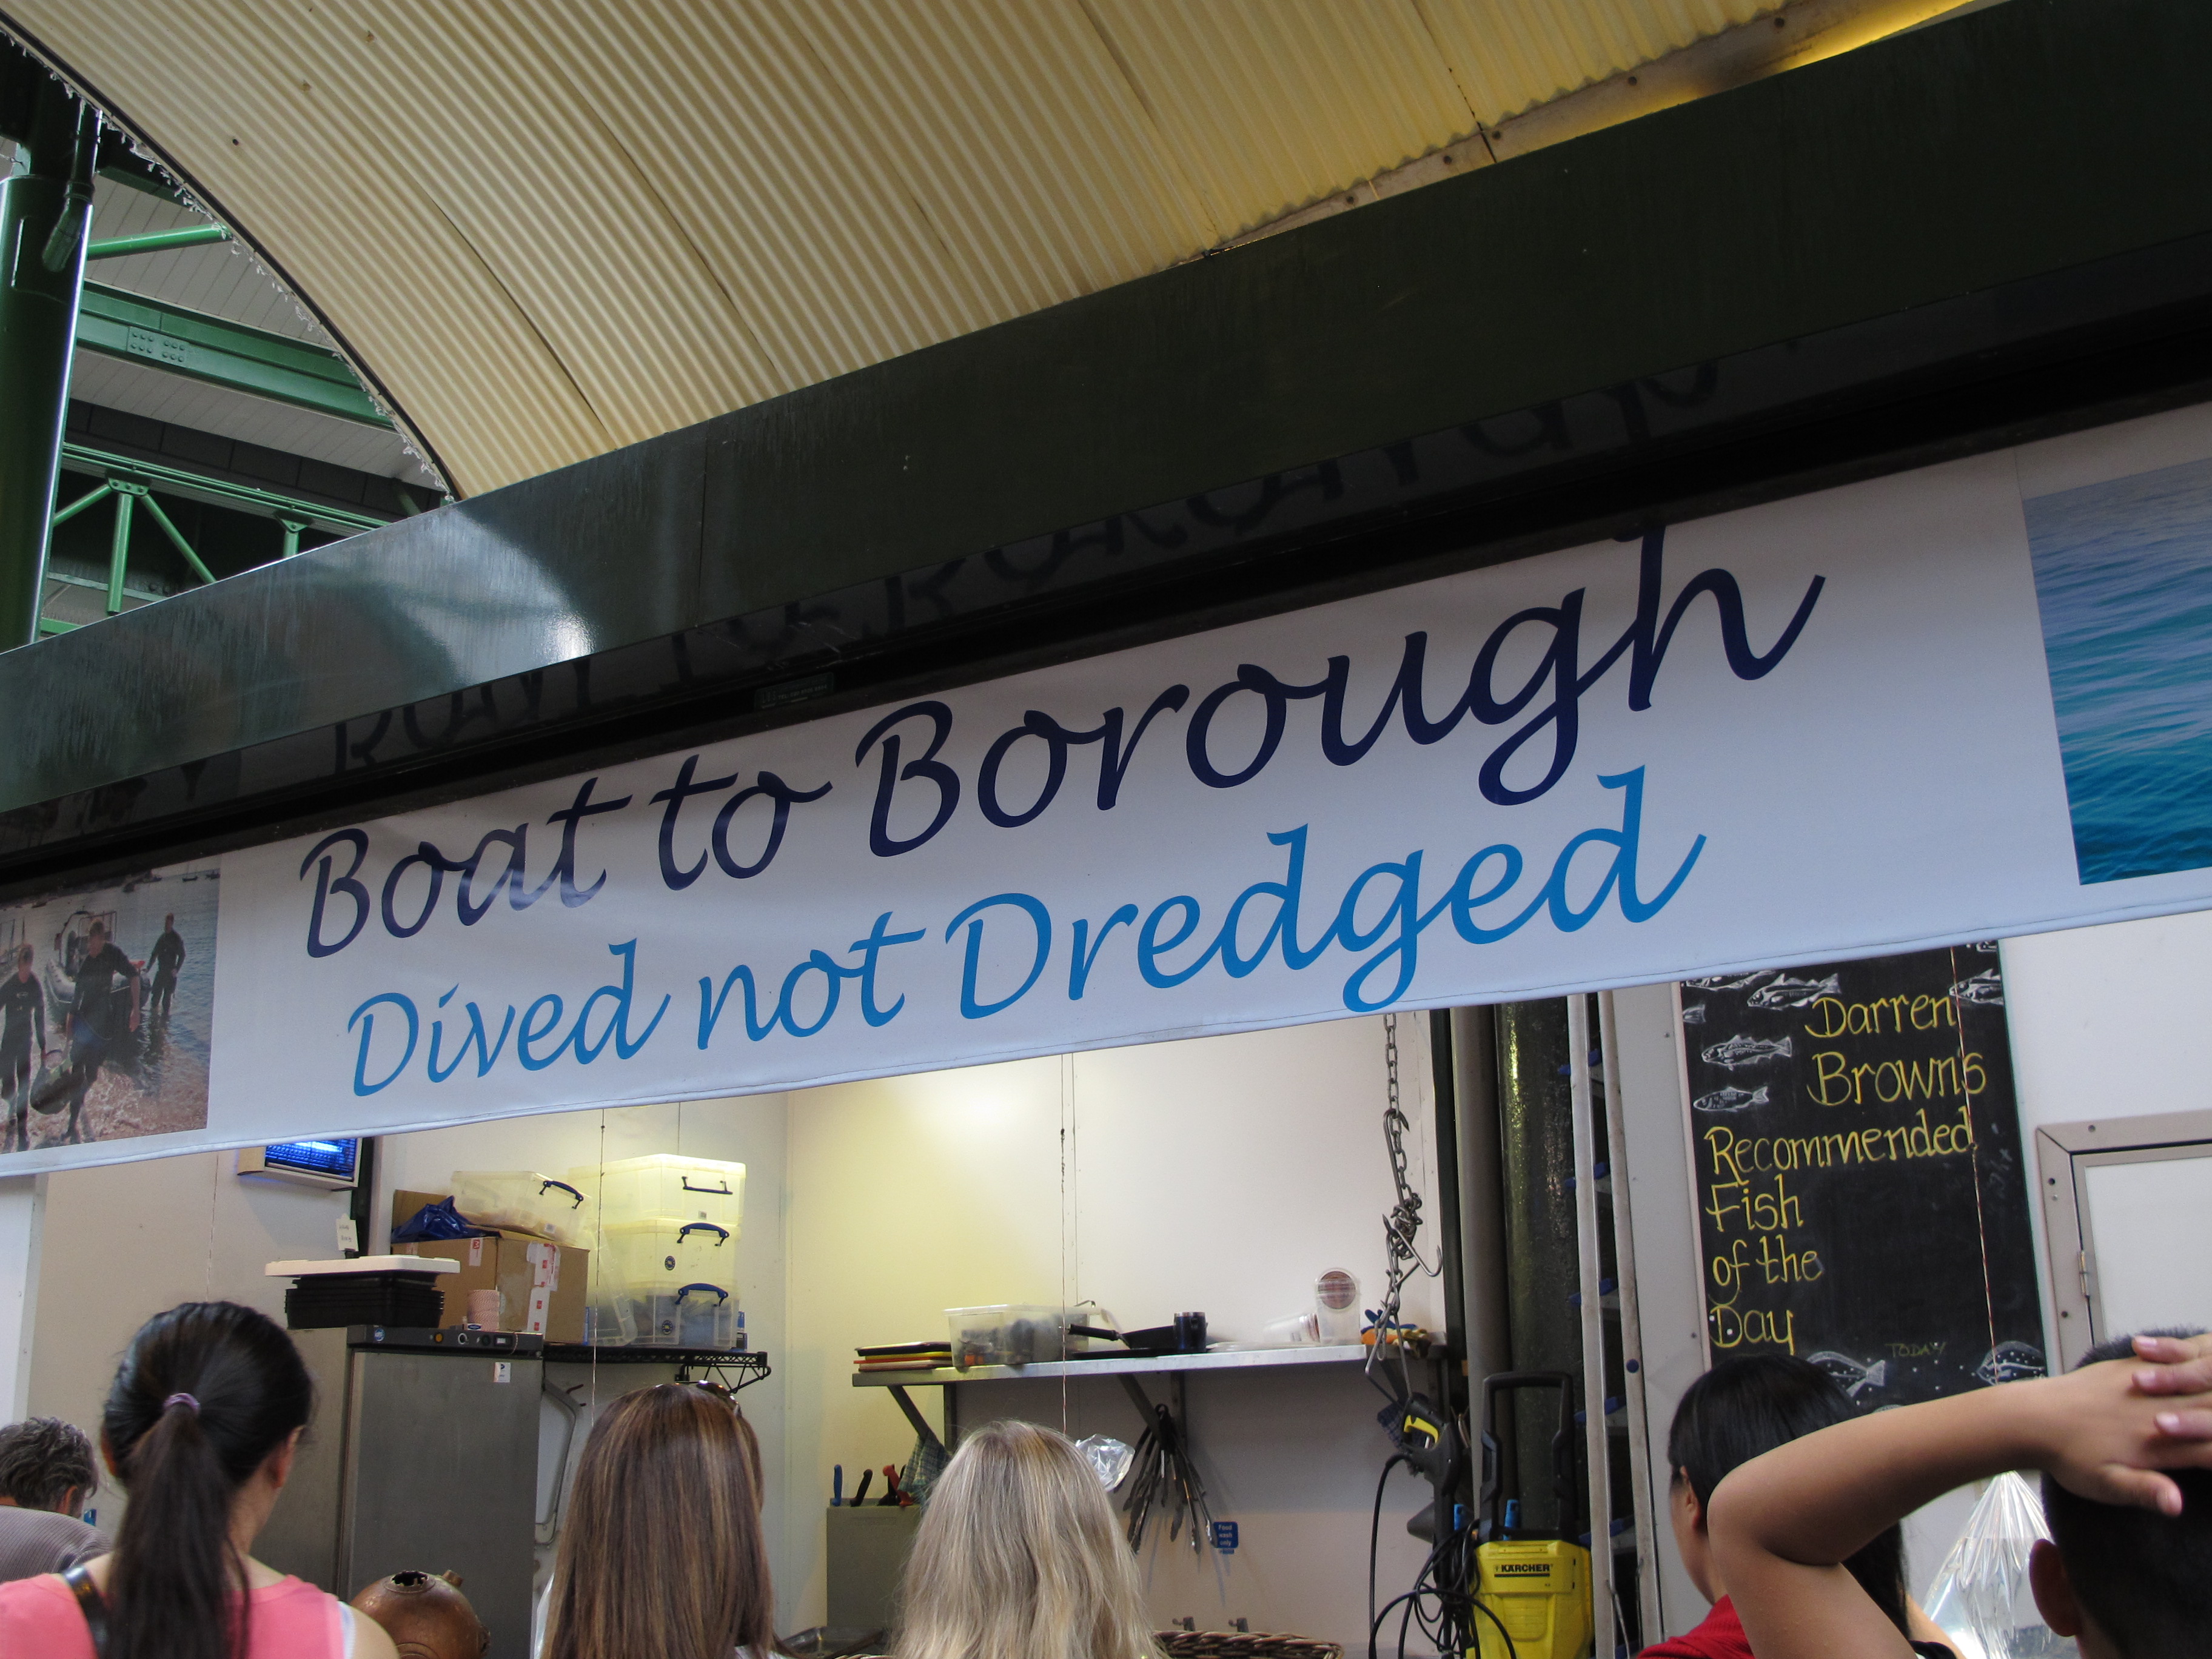 Boat to Borough
Dived not Dredged
Darren
Brown's
Recommended
Fish
of the
Day
TODAY
KÄRCHER